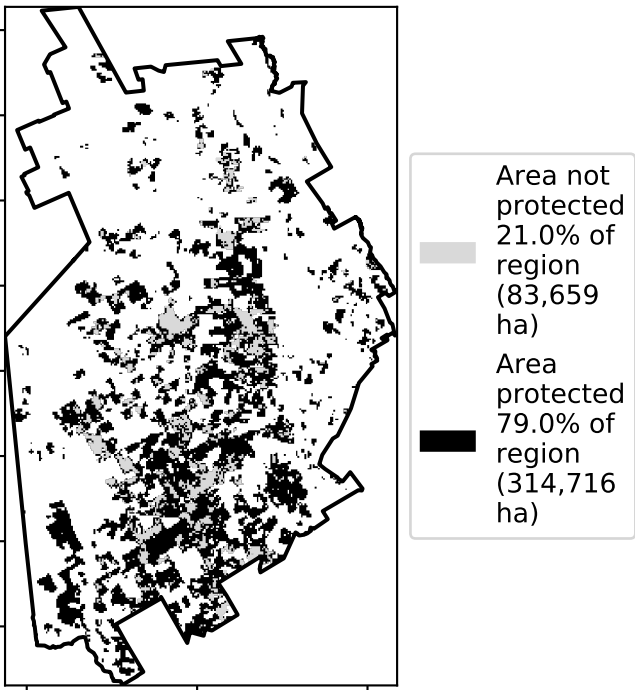 Area not
protected
21.0% of
region
(83,659
ha)
Area
protected
79.0% of
region
(314,716
ha)